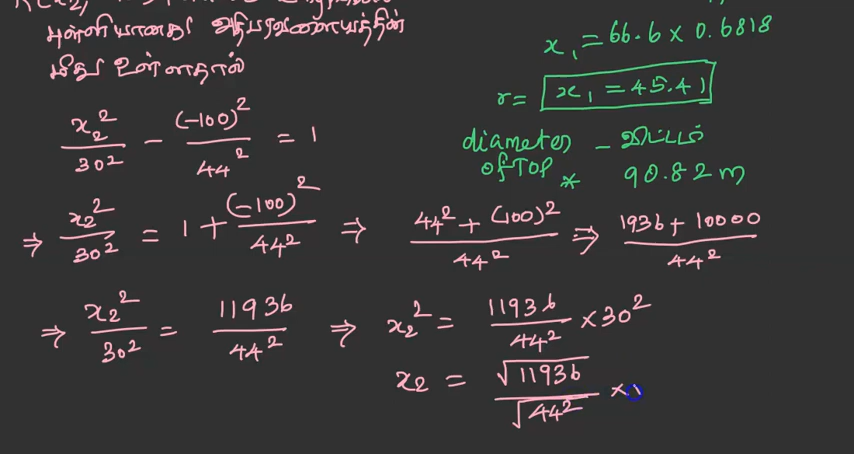 புள்ளியானது அதிபரவளையத்தின்
மீது உள்ளதால்
x₂²/30² − (−100)²/44² = 1
⇒ x₂²/30² = 1 + (−100)²/44² ⇒ (44² + (100)²)/44² ⇒ (1936 + 10000)/44²
⇒ x₂²/30² = 11936/44² ⇒ x₂² = 11936/44² × 30²
x₂ = √11936/√44² ×
x₁ = 66.6 × 0.6818
r = x₁ = 45.41
diameter - விட்டம்
of TOP * 90.82 m